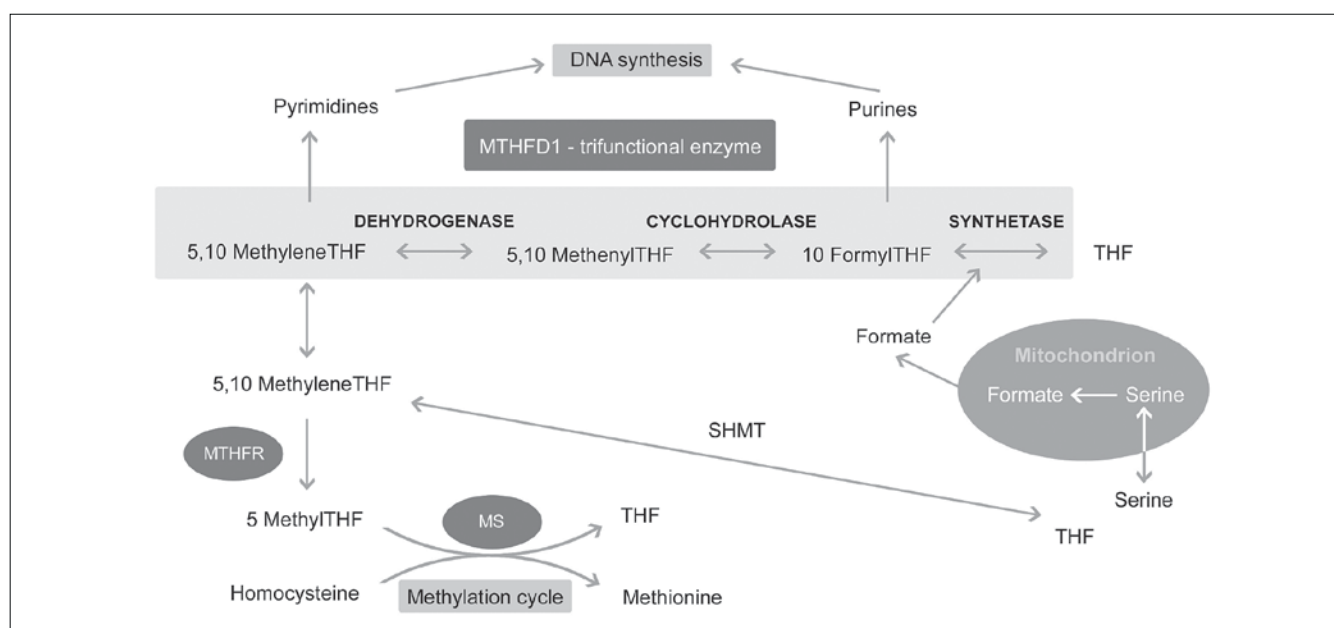 DNA synthesis
Pyrimidines
Purines
MTHFD1 - trifunctional enzyme
DEHYDROGENASE
CYCLOHYDROLASE
SYNTHETASE
5,10 MethyleneTHF
5,10 MethenylTHF
10 FormylTHF
THF
Formate
Mitochondrion
Formate
Serine
5,10 MethyleneTHF
SHMT
MTHFR
Serine
5 MethylTHF
MS
THF
THF
Homocysteine
Methylation cycle
Methionine